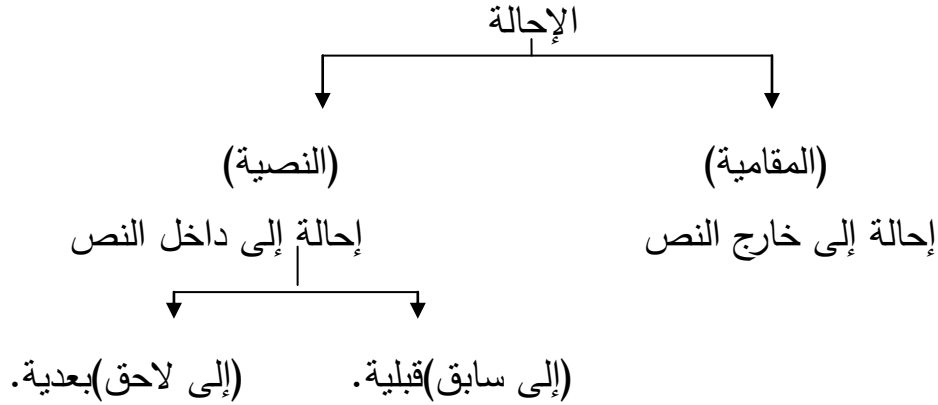 الإحالة
(المقامية) (النصية)
إحالة إلى خارج النص إحالة إلى داخل النص
(إلى سابق)قبلية. (إلى لاحق)بعدية.